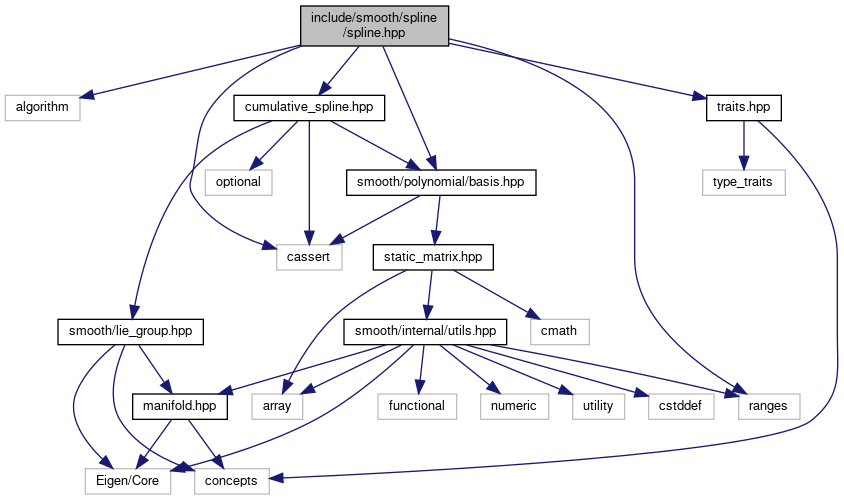 include/smooth/spline
/spline.hpp
algorithm
cumulative_spline.hpp
traits.hpp
optional
smooth/polynomial/basis.hpp
type_traits
cassert
static_matrix.hpp
smooth/lie_group.hpp
smooth/internal/utils.hpp
cmath
manifold.hpp
array
functional
numeric
utility
cstddef
ranges
Eigen/Core
concepts